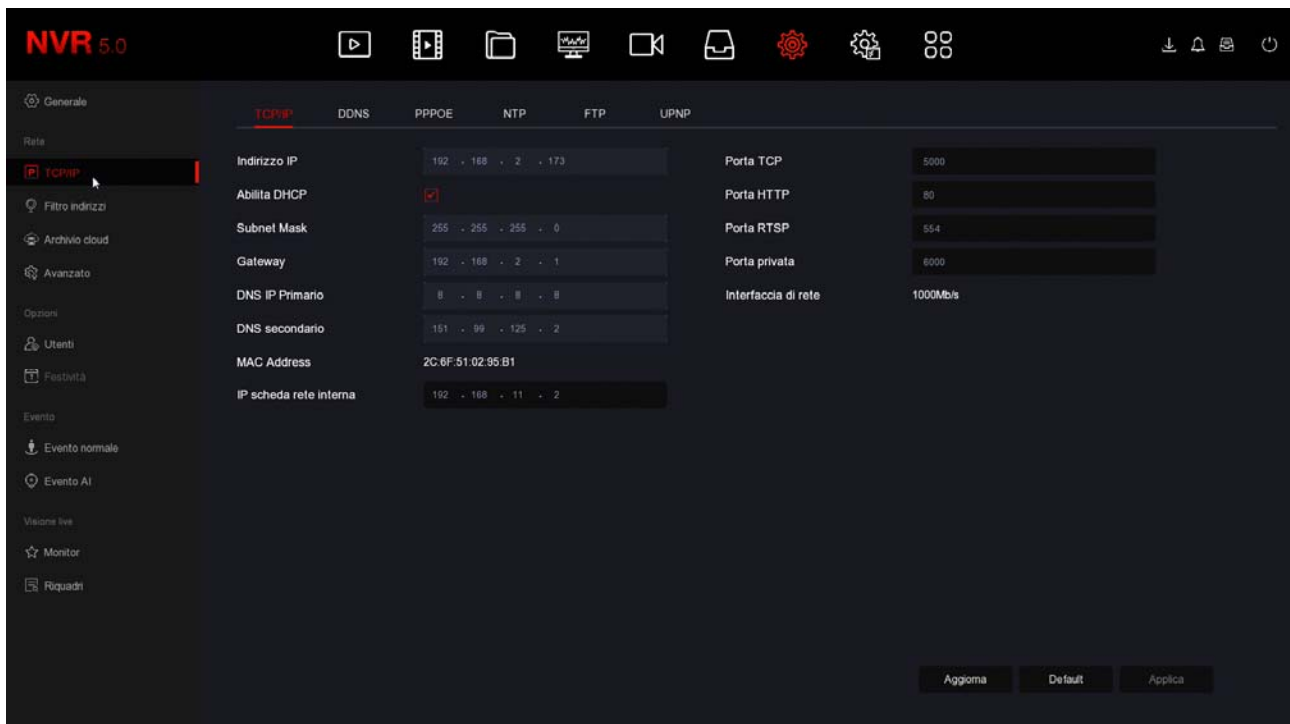 NVR 5.0
Generale
Rete
TCP/IP
Filtro indirizzi
Archivio cloud
Avanzato
Opzioni
Utenti
Festività
Evento
Evento normale
Evento AI
Visione live
Monitor
Riquadri
TCP/IP DDNS PPPOE NTP FTP UPNP
Indirizzo IP 192 . 168 . 2 . 173
Abilita DHCP
Subnet Mask 255 . 255 . 255 . 0
Gateway 192 . 168 . 2 . 1
DNS IP Primario 8 . 8 . 8 . 8
DNS secondario 151 . 99 . 125 . 2
MAC Address 2C:6F:51:02:95:B1
IP scheda rete interna 192 . 168 . 11 . 2
Porta TCP 5000
Porta HTTP 80
Porta RTSP 554
Porta privata 6000
Interfaccia di rete 1000Mb/s
Aggiorna Default Applica